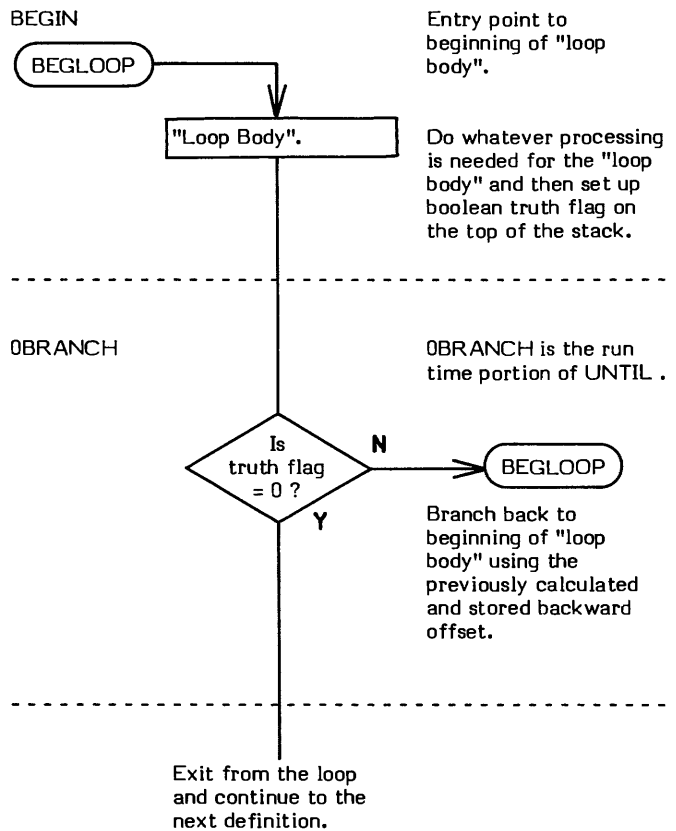 BEGIN
Entry point to
beginning of "loop
body".
BEGLOOP
"Loop Body".
Do whatever processing
is needed for the "loop
body" and then set up
boolean truth flag on
the top of the stack.
0BRANCH
0BRANCH is the run
time portion of UNTIL .
Is
truth flag
= 0 ?
N
BEGLOOP
Y
Branch back to
beginning of "loop
body" using the
previously calculated
and stored backward
offset.
Exit from the loop
and continue to the
next definition.